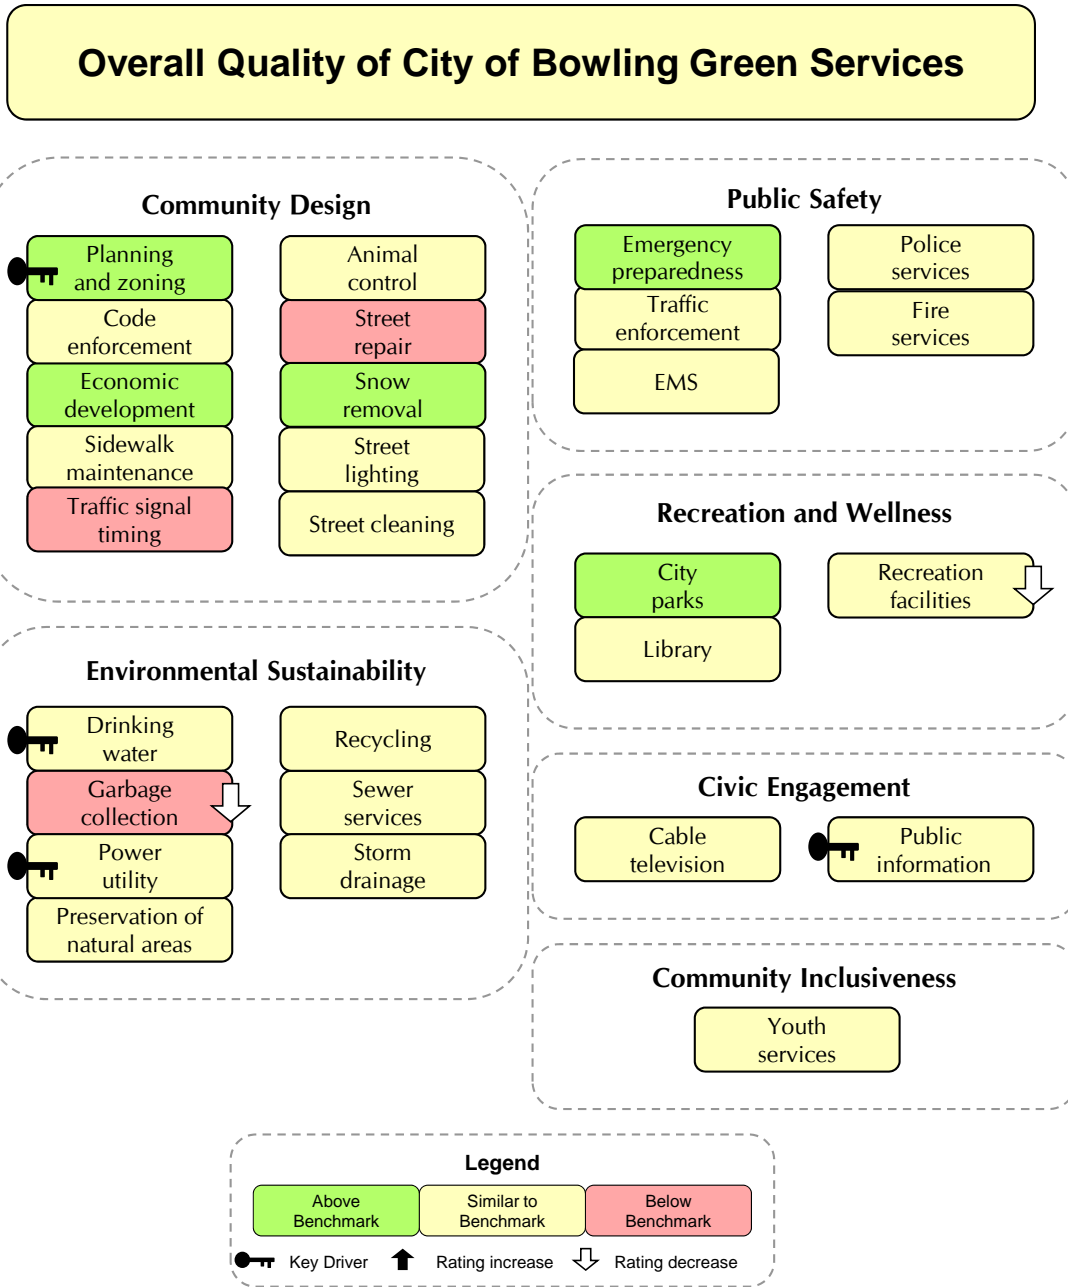 Overall Quality of City of Bowling Green Services
Community Design
Planning
and zoning
Code
enforcement
Economic
development
Sidewalk
maintenance
Traffic signal
timing
Animal
control
Street
repair
Snow
removal
Street
lighting
Street cleaning
Environmental Sustainability
Drinking
water
Garbage
collection
Power
utility
Preservation of
natural areas
Recycling
Sewer
services
Storm
drainage
Public Safety
Emergency
preparedness
Traffic
enforcement
EMS
Police
services
Fire
services
Recreation and Wellness
City
parks
Library
Recreation
facilities
Civic Engagement
Cable
television
Public
information
Community Inclusiveness
Youth
services
Legend
Above
Benchmark
Similar to
Benchmark
Below
Benchmark
Key Driver
Rating increase
Rating decrease